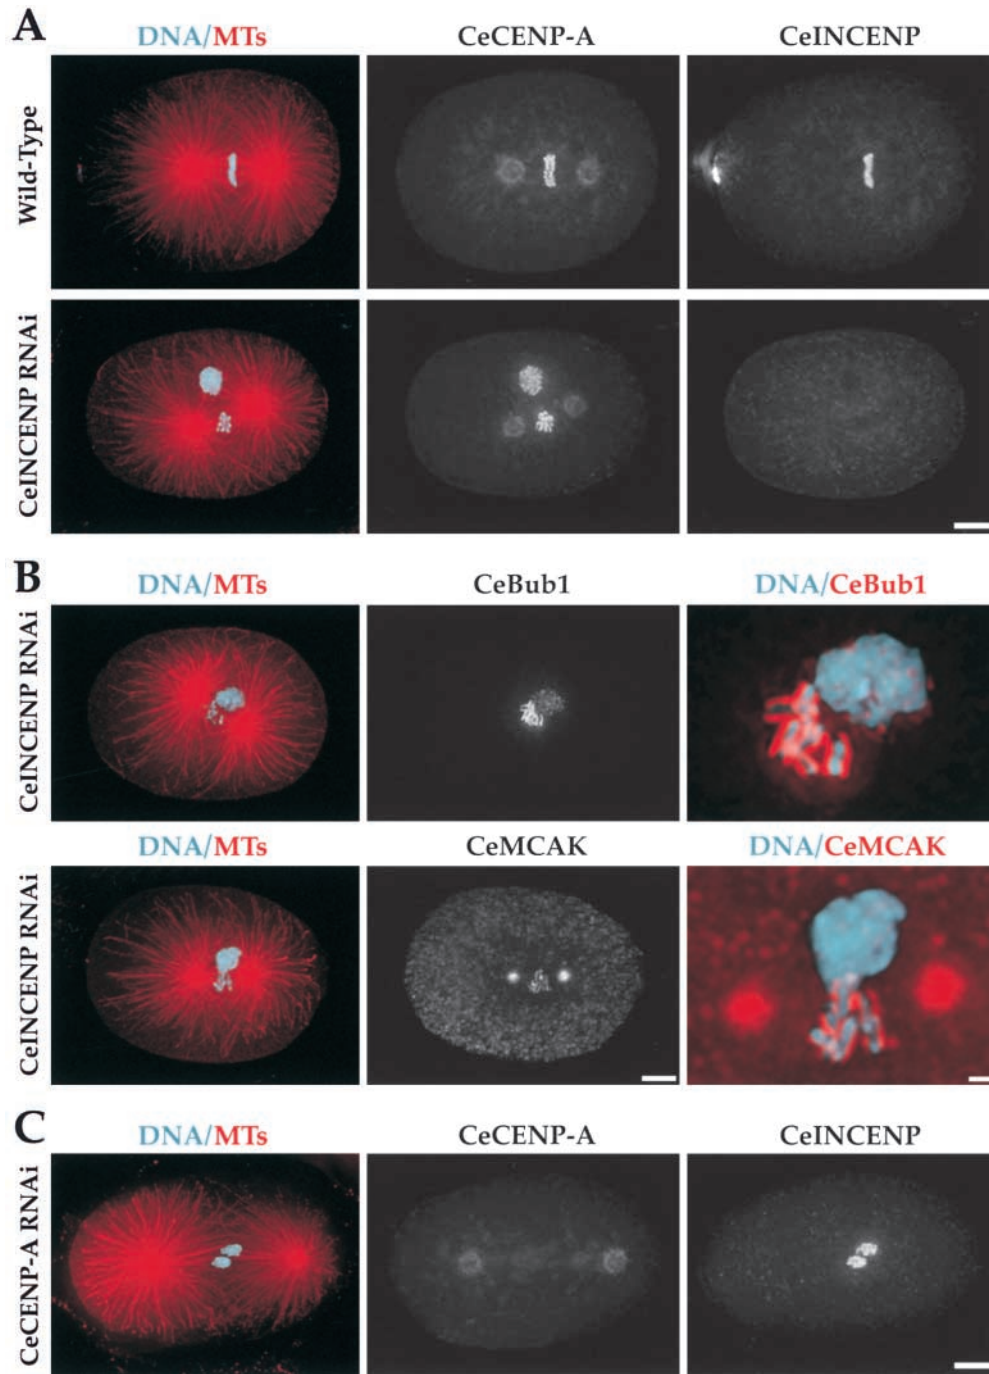 A
DNA/MTs CeCENP-A CeINCENP
Wild-Type
CeINCENP RNAi
B
DNA/MTs CeBub1 DNA/CeBub1
CeINCENP RNAi
DNA/MTs CeMCAK DNA/CeMCAK
CeINCENP RNAi
C
DNA/MTs CeCENP-A CeINCENP
CeCENP-A RNAi